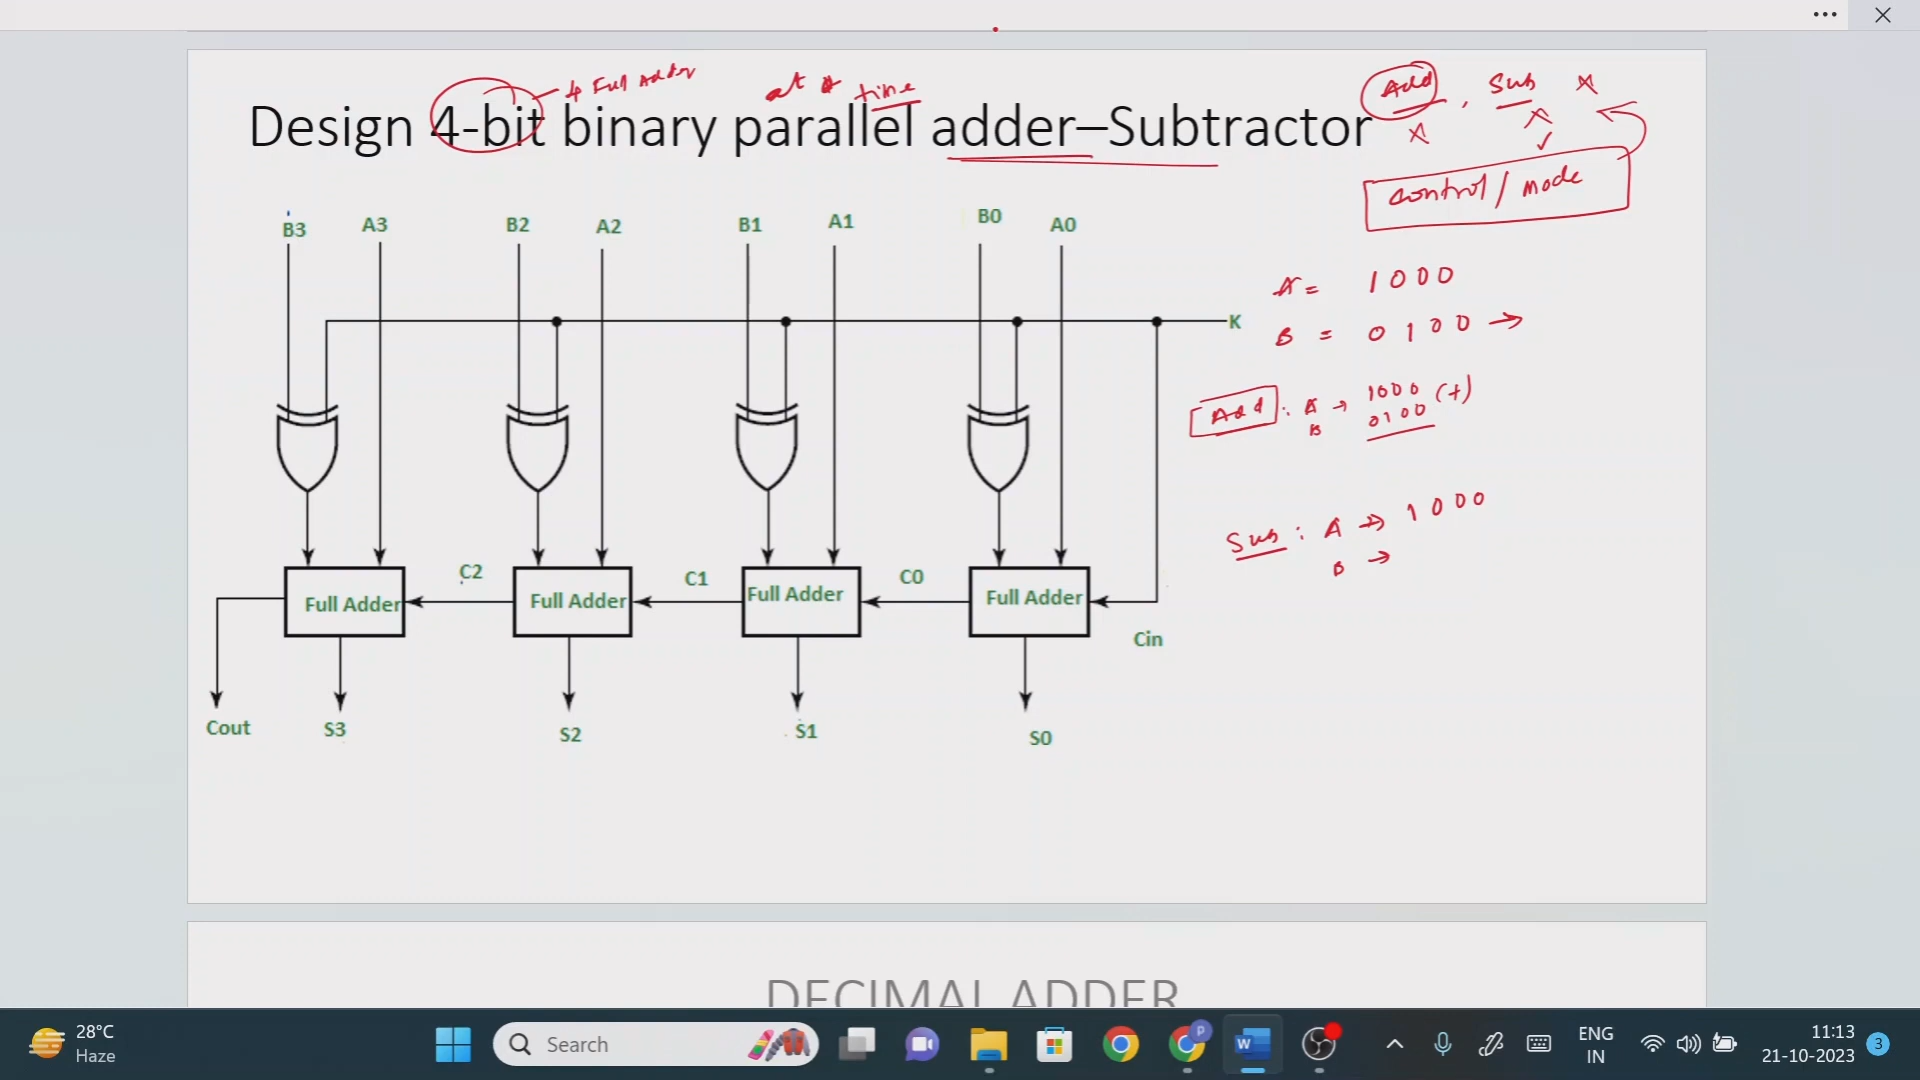 4 Full Adder
at a time
Add, Sub
Design 4-bit binary parallel adder–Subtractor
control / mode
B3 A3 B2 A2 B1 A1 B0 A0
K
A = 1000
B = 0100 →
Add : A → 1000 (+)
B 0100
Sub : A → 1000
B →
C2 C1 C0
Full Adder Full Adder Full Adder Full Adder
Cin
Cout S3 S2 S1 S0
DECIMAL ADDER
28°C
Haze
Search
W
P
ENG
IN
11:13
21-10-2023
3